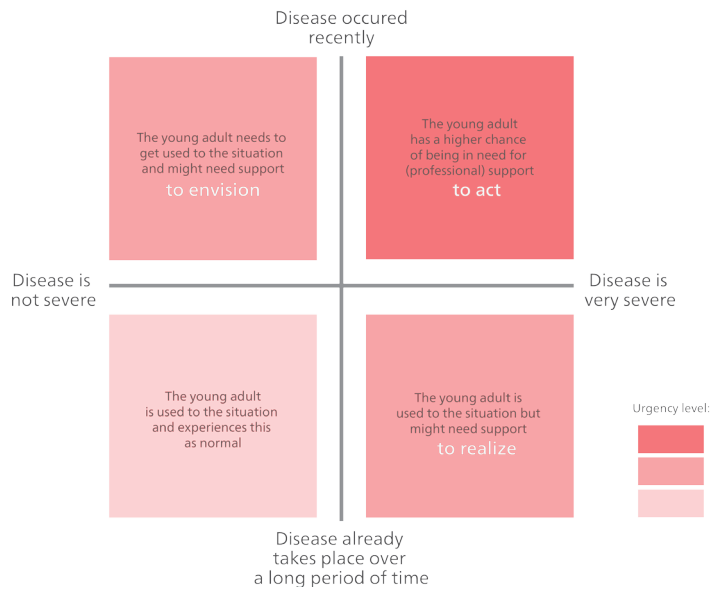 Disease occured
recently
The young adult needs to
get used to the situation
and might need support
to envision
The young adult
has a higher chance
of being in need for
(professional) support
to act
Disease is
not severe
Disease is
very severe
The young adult
is used to the situation
and experiences this
as normal
The young adult is
used to the situation but
might need support
to realize
Urgency level:
Disease already
takes place over
a long period of time